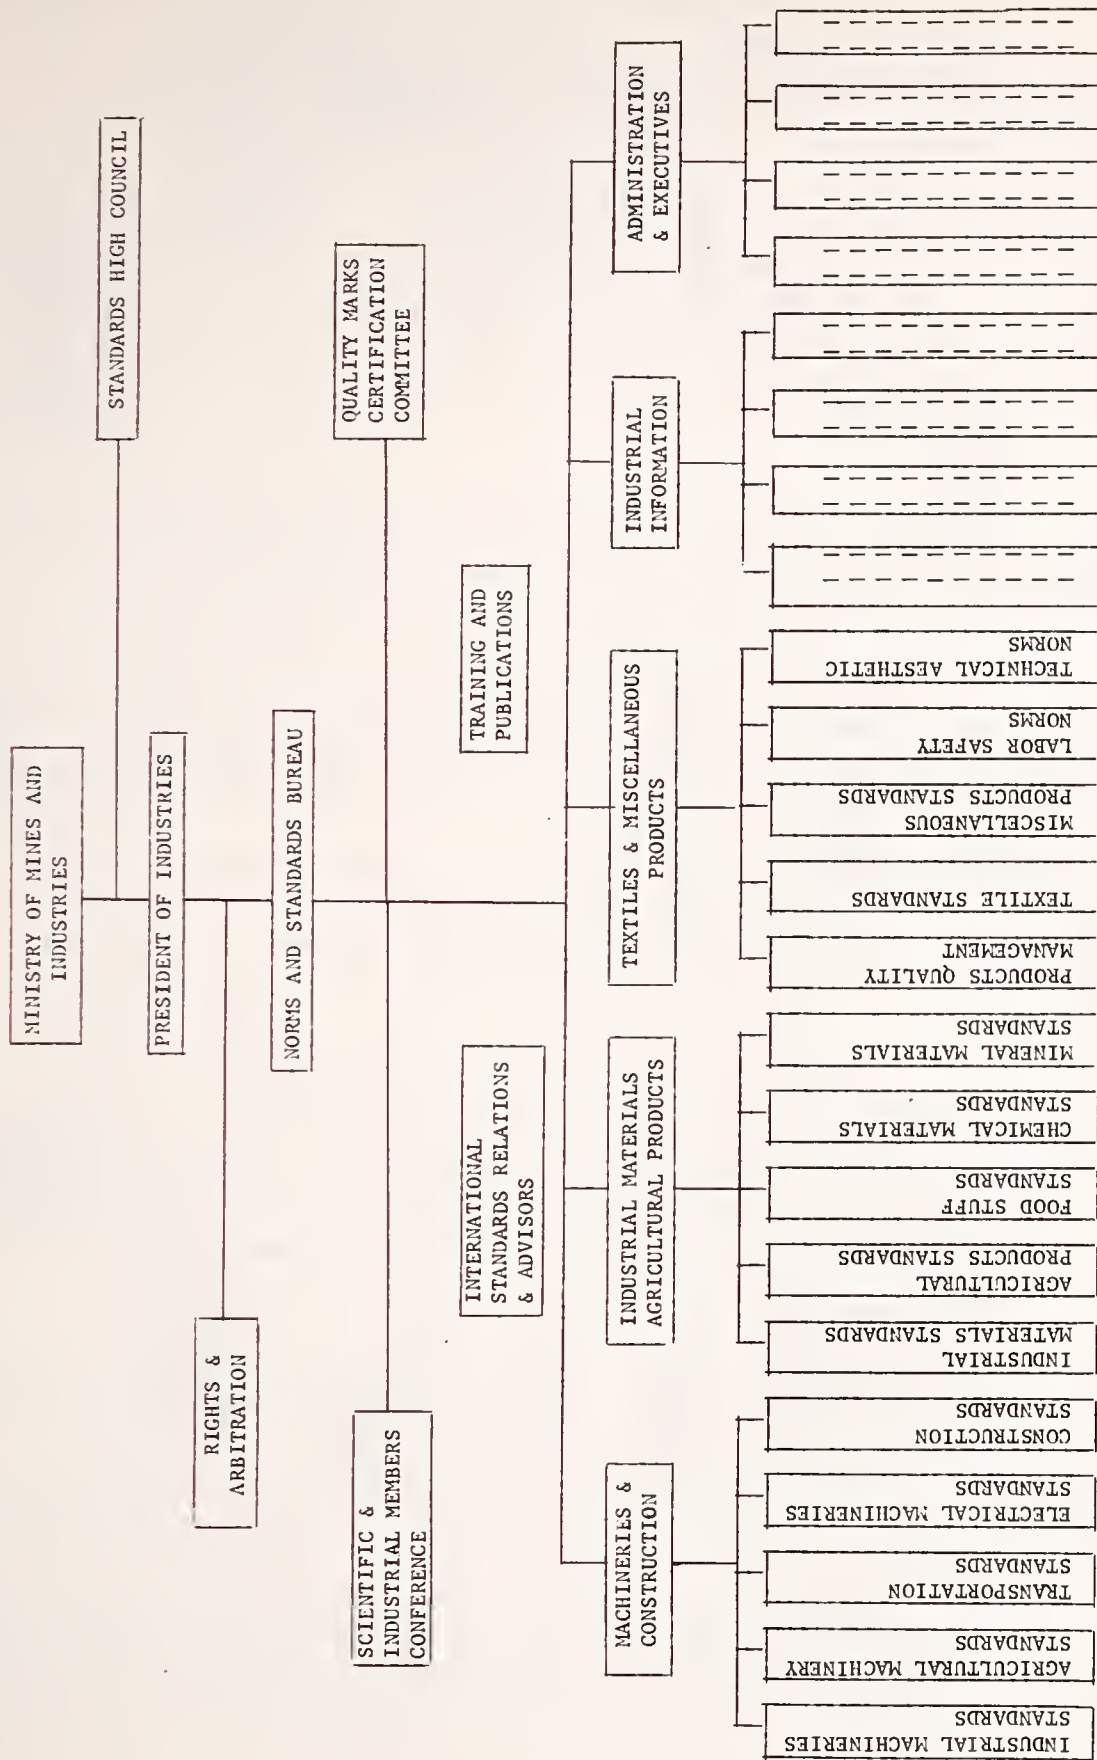 MINISTRY OF MINES AND
INDUSTRIES
STANDARDS HIGH COUNCIL
PRESIDENT OF INDUSTRIES
RIGHTS &
ARBITRATION
NORMS AND STANDARDS BUREAU
SCIENTIFIC &
INDUSTRIAL MEMBERS
CONFERENCE
QUALITY MARKS
CERTIFICATION
COMMITTEE
INTERNATIONAL
STANDARDS RELATIONS
& ADVISORS
TRAINING AND
PUBLICATIONS
MACHINERIES &
CONSTRUCTION
INDUSTRIAL MATERIALS
AGRICULTURAL PRODUCTS
TEXTILES & MISCELLANEOUS
PRODUCTS
INDUSTRIAL
INFORMATION
ADMINISTRATION
& EXECUTIVES
INDUSTRIAL MACHINERIES
STANDARDS
AGRICULTURAL MACHINERY
STANDARDS
TRANSPORTATION
STANDARDS
ELECTRICAL MACHINERIES
STANDARDS
CONSTRUCTION
STANDARDS
INDUSTRIAL
MATERIALS STANDARDS
AGRICULTURAL
PRODUCTS STANDARDS
FOOD STUFF
STANDARDS
CHEMICAL MATERIALS
STANDARDS
MINERAL MATERIALS
STANDARDS
PRODUCTS QUALITY
MANAGEMENT
TEXTILE STANDARDS
MISCELLANEOUS
PRODUCTS STANDARDS
LABOR SAFETY
NORMS
TECHNICAL AESTHETIC
NORMS